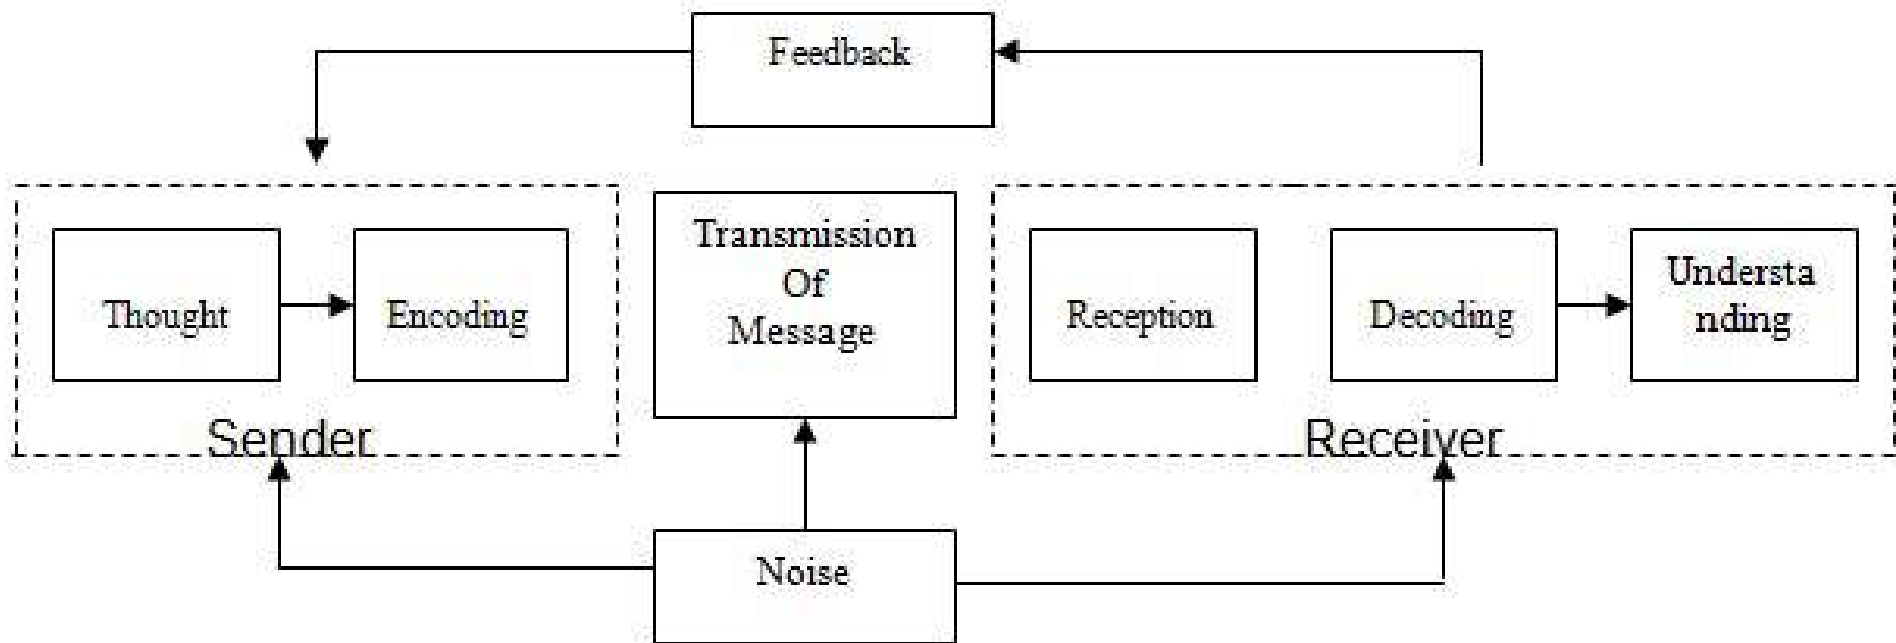 Feedback
Thought
Encoding
Sender
Transmission
Of
Message
Reception
Decoding
Understa
nding
Receiver
Noise